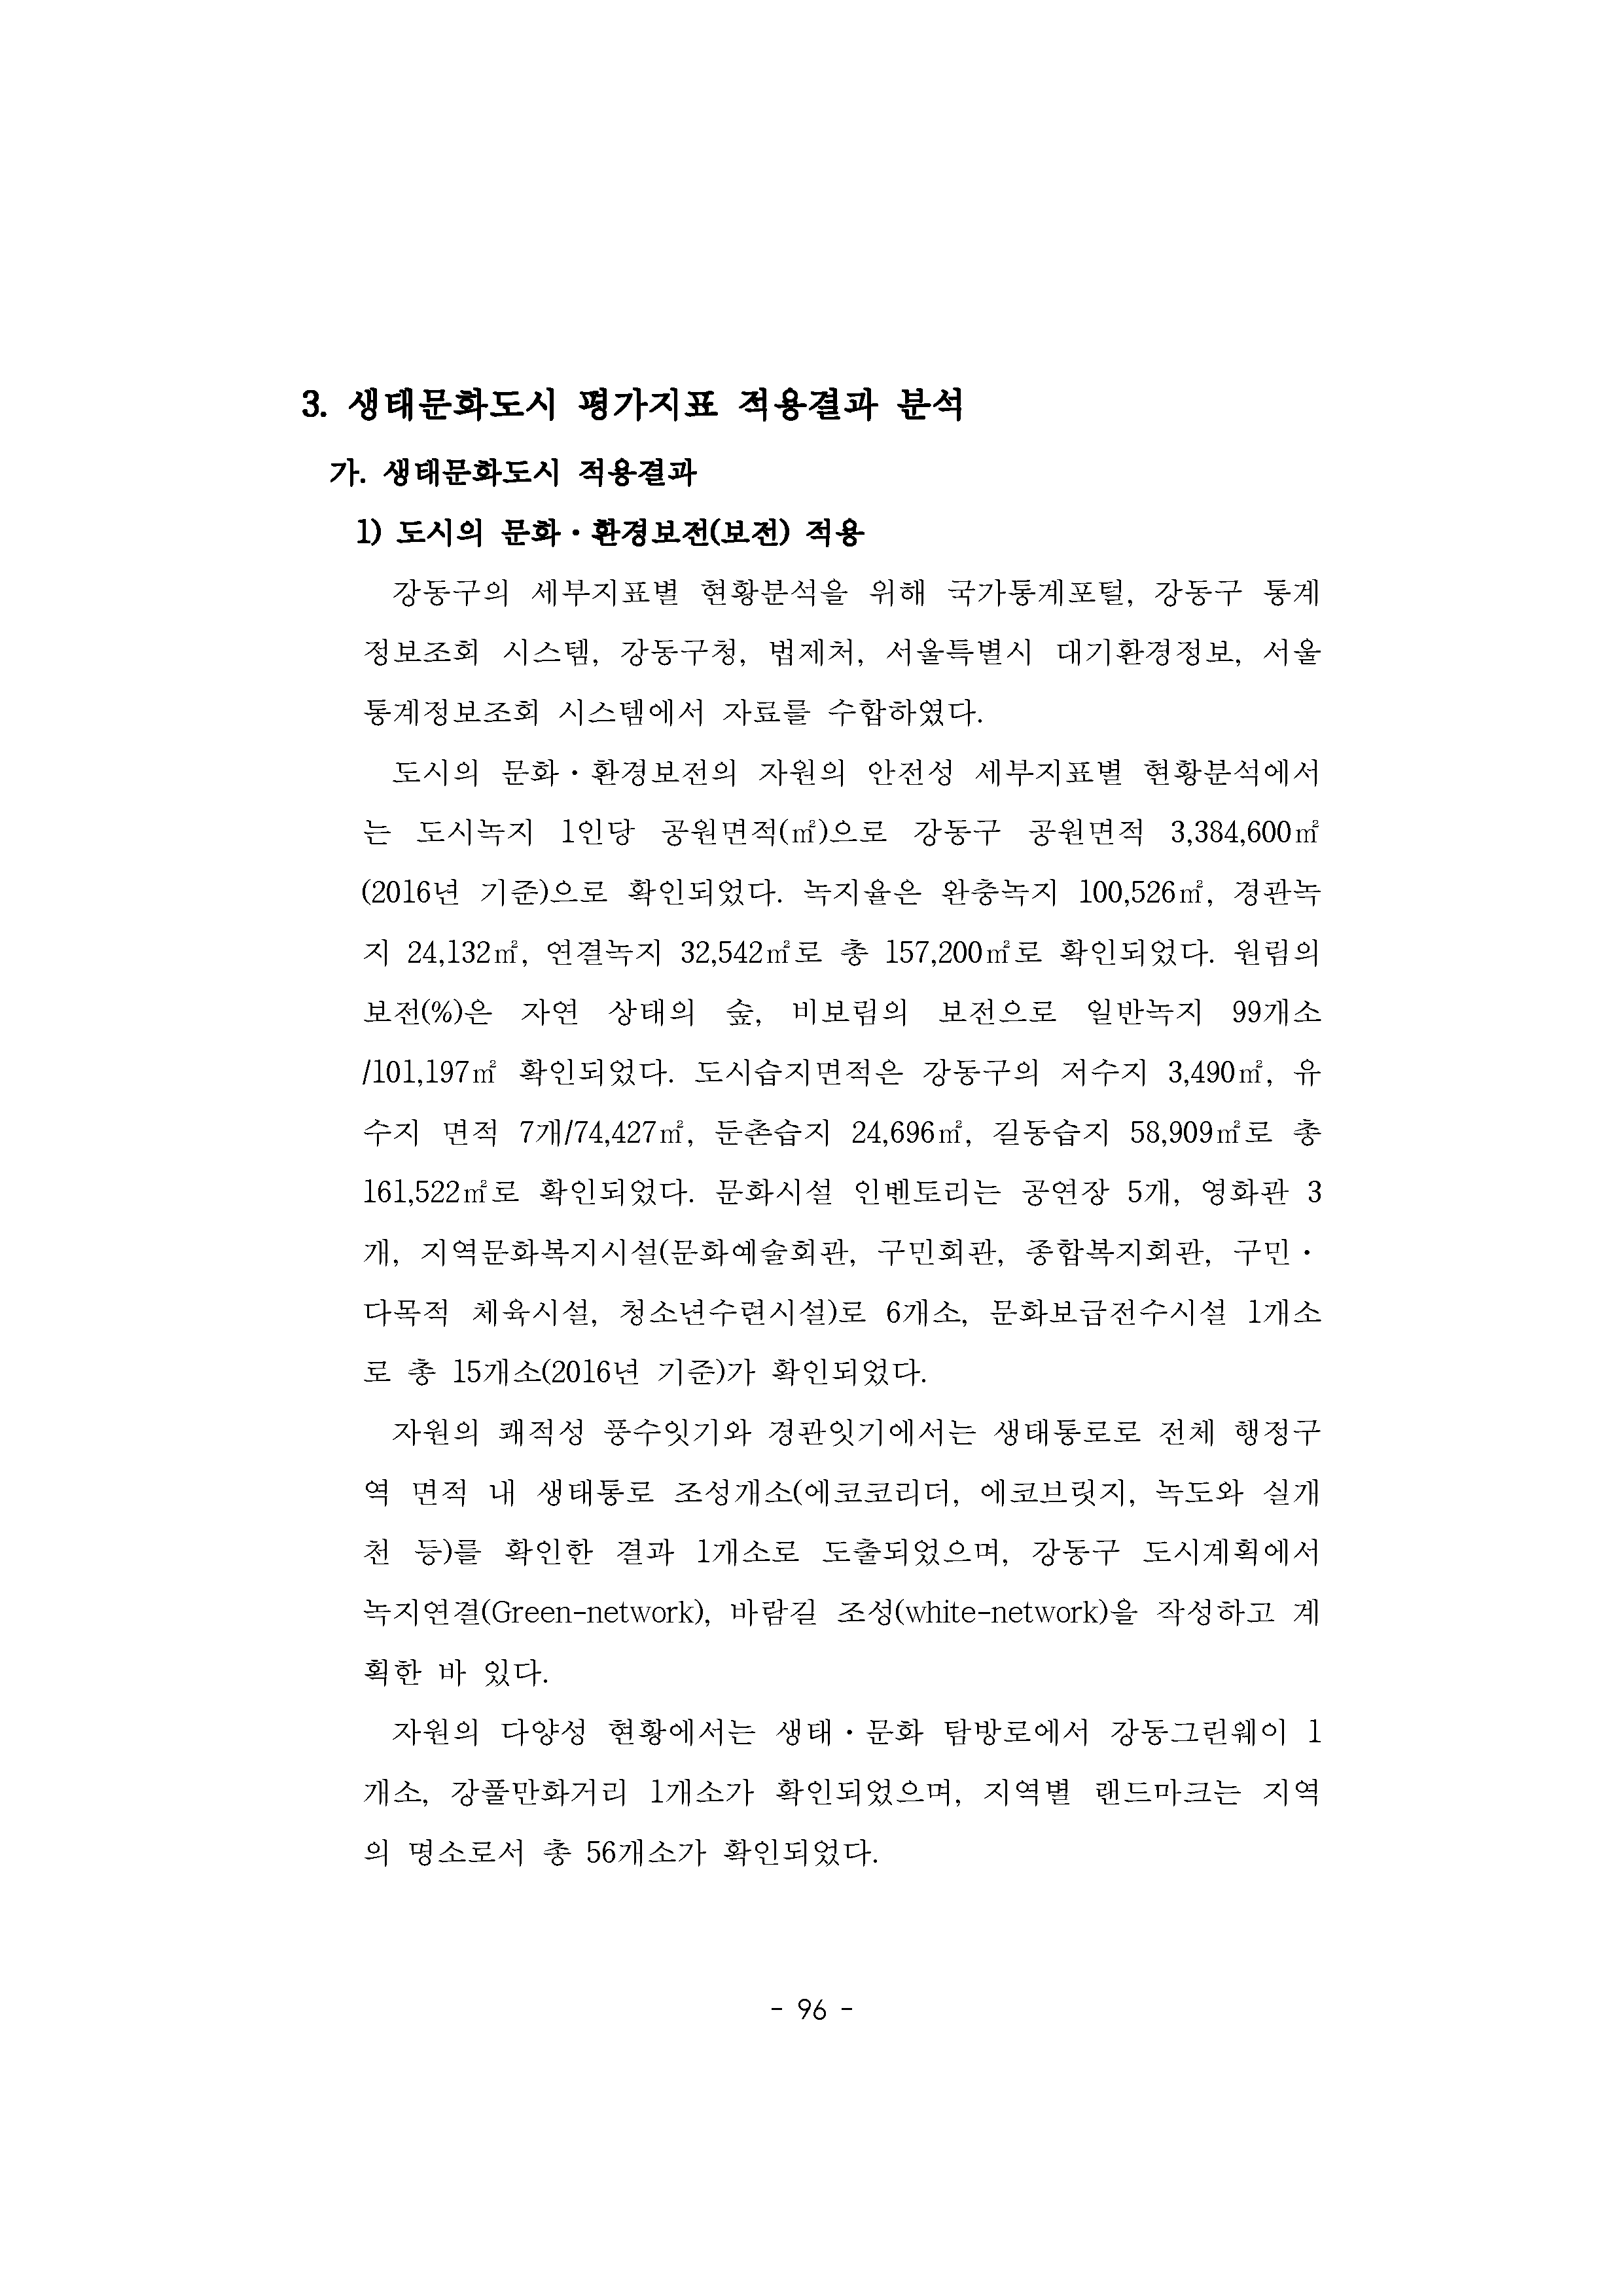 3. 생태문화도시 평가지표 적용결과 분석
가. 생태문화도시 적용결과
1) 도시의 문화・환경보전(보전) 적용
강동구의 세부지표별 현황분석을 위해 국가통계포털, 강동구 통계
정보조회 시스템, 강동구청, 법제처, 서울특별시 대기환경정보, 서울
통계정보조회 시스템에서 자료를 수합하였다.
도시의 문화・환경보전의 자원의 안전성 세부지표별 현황분석에서
는 도시녹지 1인당 공원면적(㎡)으로 강동구 공원면적 3,384,600㎡
(2016년 기준)으로 확인되었다. 녹지율은 완충녹지 100,526㎡, 경관녹
지 24,132㎡, 연결녹지 32,542㎡로 총 157,200㎡로 확인되었다. 원림의
보전(%)은 자연 상태의 숲, 비보림의 보전으로 일반녹지 99개소
/101,197㎡ 확인되었다. 도시습지면적은 강동구의 저수지 3,490㎡, 유
수지 면적 7개/74,427㎡, 둔촌습지 24,696㎡, 길동습지 58,909㎡로 총
161,522㎡로 확인되었다. 문화시설 인벤토리는 공연장 5개, 영화관 3
개, 지역문화복지시설(문화예술회관, 구민회관, 종합복지회관, 구민・
다목적 체육시설, 청소년수련시설)로 6개소, 문화보급전수시설 1개소
로 총 15개소(2016년 기준)가 확인되었다.
자원의 쾌적성 풍수잇기와 경관잇기에서는 생태통로로 전체 행정구
역 면적 내 생태통로 조성개소(에코코리더, 에코브릿지, 녹도와 실개
천 등)를 확인한 결과 1개소로 도출되었으며, 강동구 도시계획에서
녹지연결(Green-network), 바람길 조성(white-network)을 작성하고 계
획한 바 있다.
자원의 다양성 현황에서는 생태・문화 탐방로에서 강동그린웨이 1
개소, 강풀만화거리 1개소가 확인되었으며, 지역별 랜드마크는 지역
의 명소로서 총 56개소가 확인되었다.
- 96 -